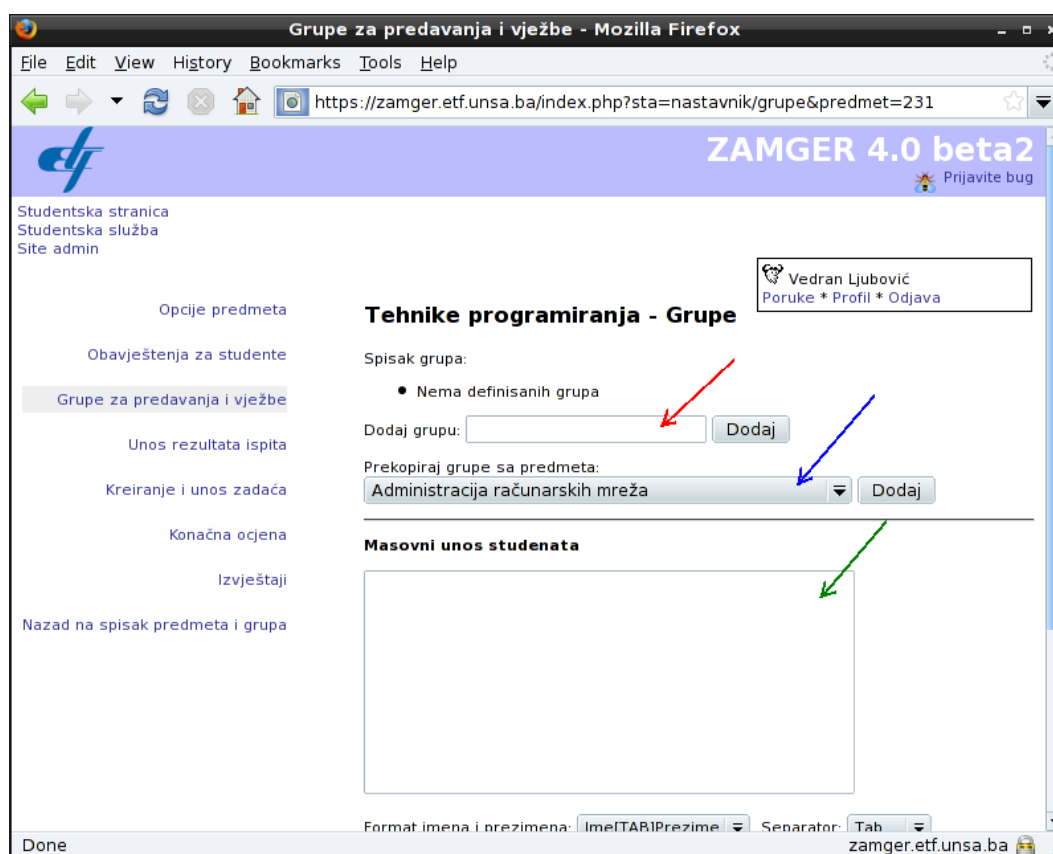 Grupe za predavanja i vježbe - Mozilla Firefox
File Edit View History Bookmarks Tools Help
https://zamger.etf.unsa.ba/index.php?sta=nastavnik/grupe&predmet=231
ZAMGER 4.0 beta2
Prijavite bug
Studentska stranica
Studentska služba
Site admin
Vedran Ljubović
Poruke * Profil * Odjava
Opcije predmeta
Obavještenja za studente
Grupe za predavanja i vježbe
Unos rezultata ispita
Kreiranje i unos zadaća
Konačna ocjena
Izvještaji
Nazad na spisak predmeta i grupa
Tehnike programiranja - Grupe
Spisak grupa:
• Nema definisanih grupa
Dodaj grupu: Dodaj
Prekopiraj grupe sa predmeta:
Administracija računarskih mreža Dodaj
Masovni unos studenata
Format imena i prezimena: Ime[TAB]Prezime Separator: Tab
Done zamger.etf.unsa.ba